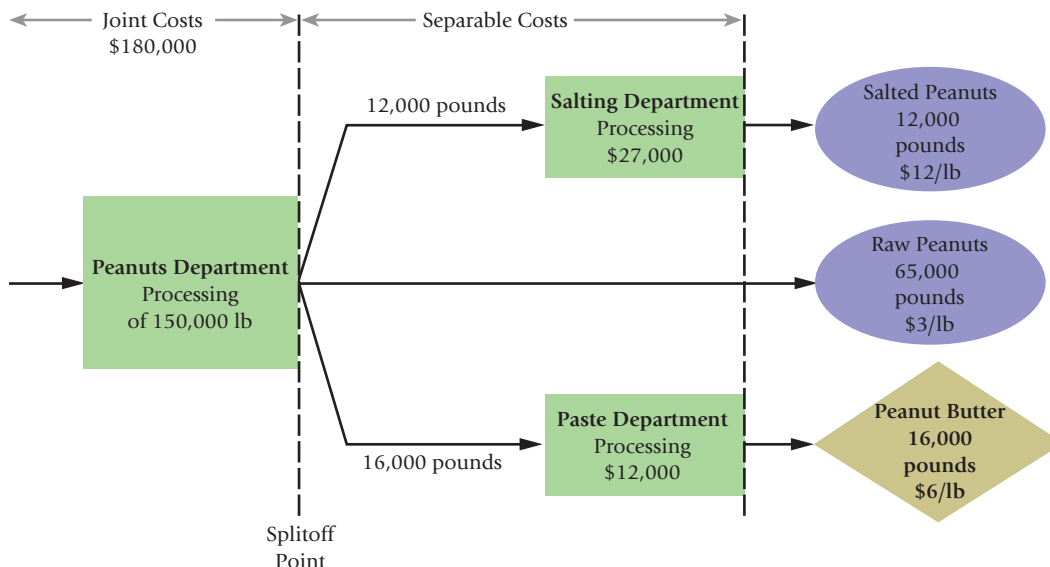 Joint Costs
$180,000
Separable Costs
12,000 pounds
Salting Department
Processing
$27,000
Salted Peanuts
12,000
pounds
$12/lb
Peanuts Department
Processing
of 150,000 lb
Raw Peanuts
65,000
pounds
$3/lb
16,000 pounds
Paste Department
Processing
$12,000
Peanut Butter
16,000
pounds
$6/lb
Splitoff
Point